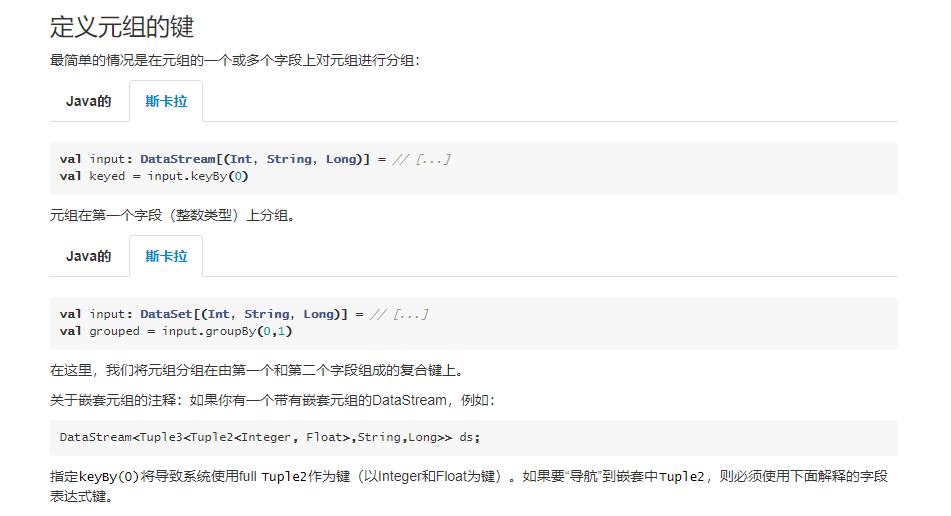 定义元组的键
最简单的情况是在元组的一个或多个字段上对元组进行分组：
Java的 斯卡拉
val input: DataStream[(Int, String, Long)] = // [...]
val keyed = input.keyBy(0)
元组在第一个字段（整数类型）上分组。
Java的 斯卡拉
val input: DataSet[(Int, String, Long)] = // [...]
val grouped = input.groupBy(0,1)
在这里，我们将元组分组在由第一个和第二个字段组成的复合键上。
关于嵌套元组的注释：如果你有一个带有嵌套元组的DataStream，例如：
DataStream<Tuple3<Tuple2<Integer, Float>,String,Long>> ds;
指定keyBy(0)将导致系统使用full Tuple2作为键（以Integer和Float为键）。如果要“导航”到嵌套中Tuple2，则必须使用下面解释的字段
表达式键。